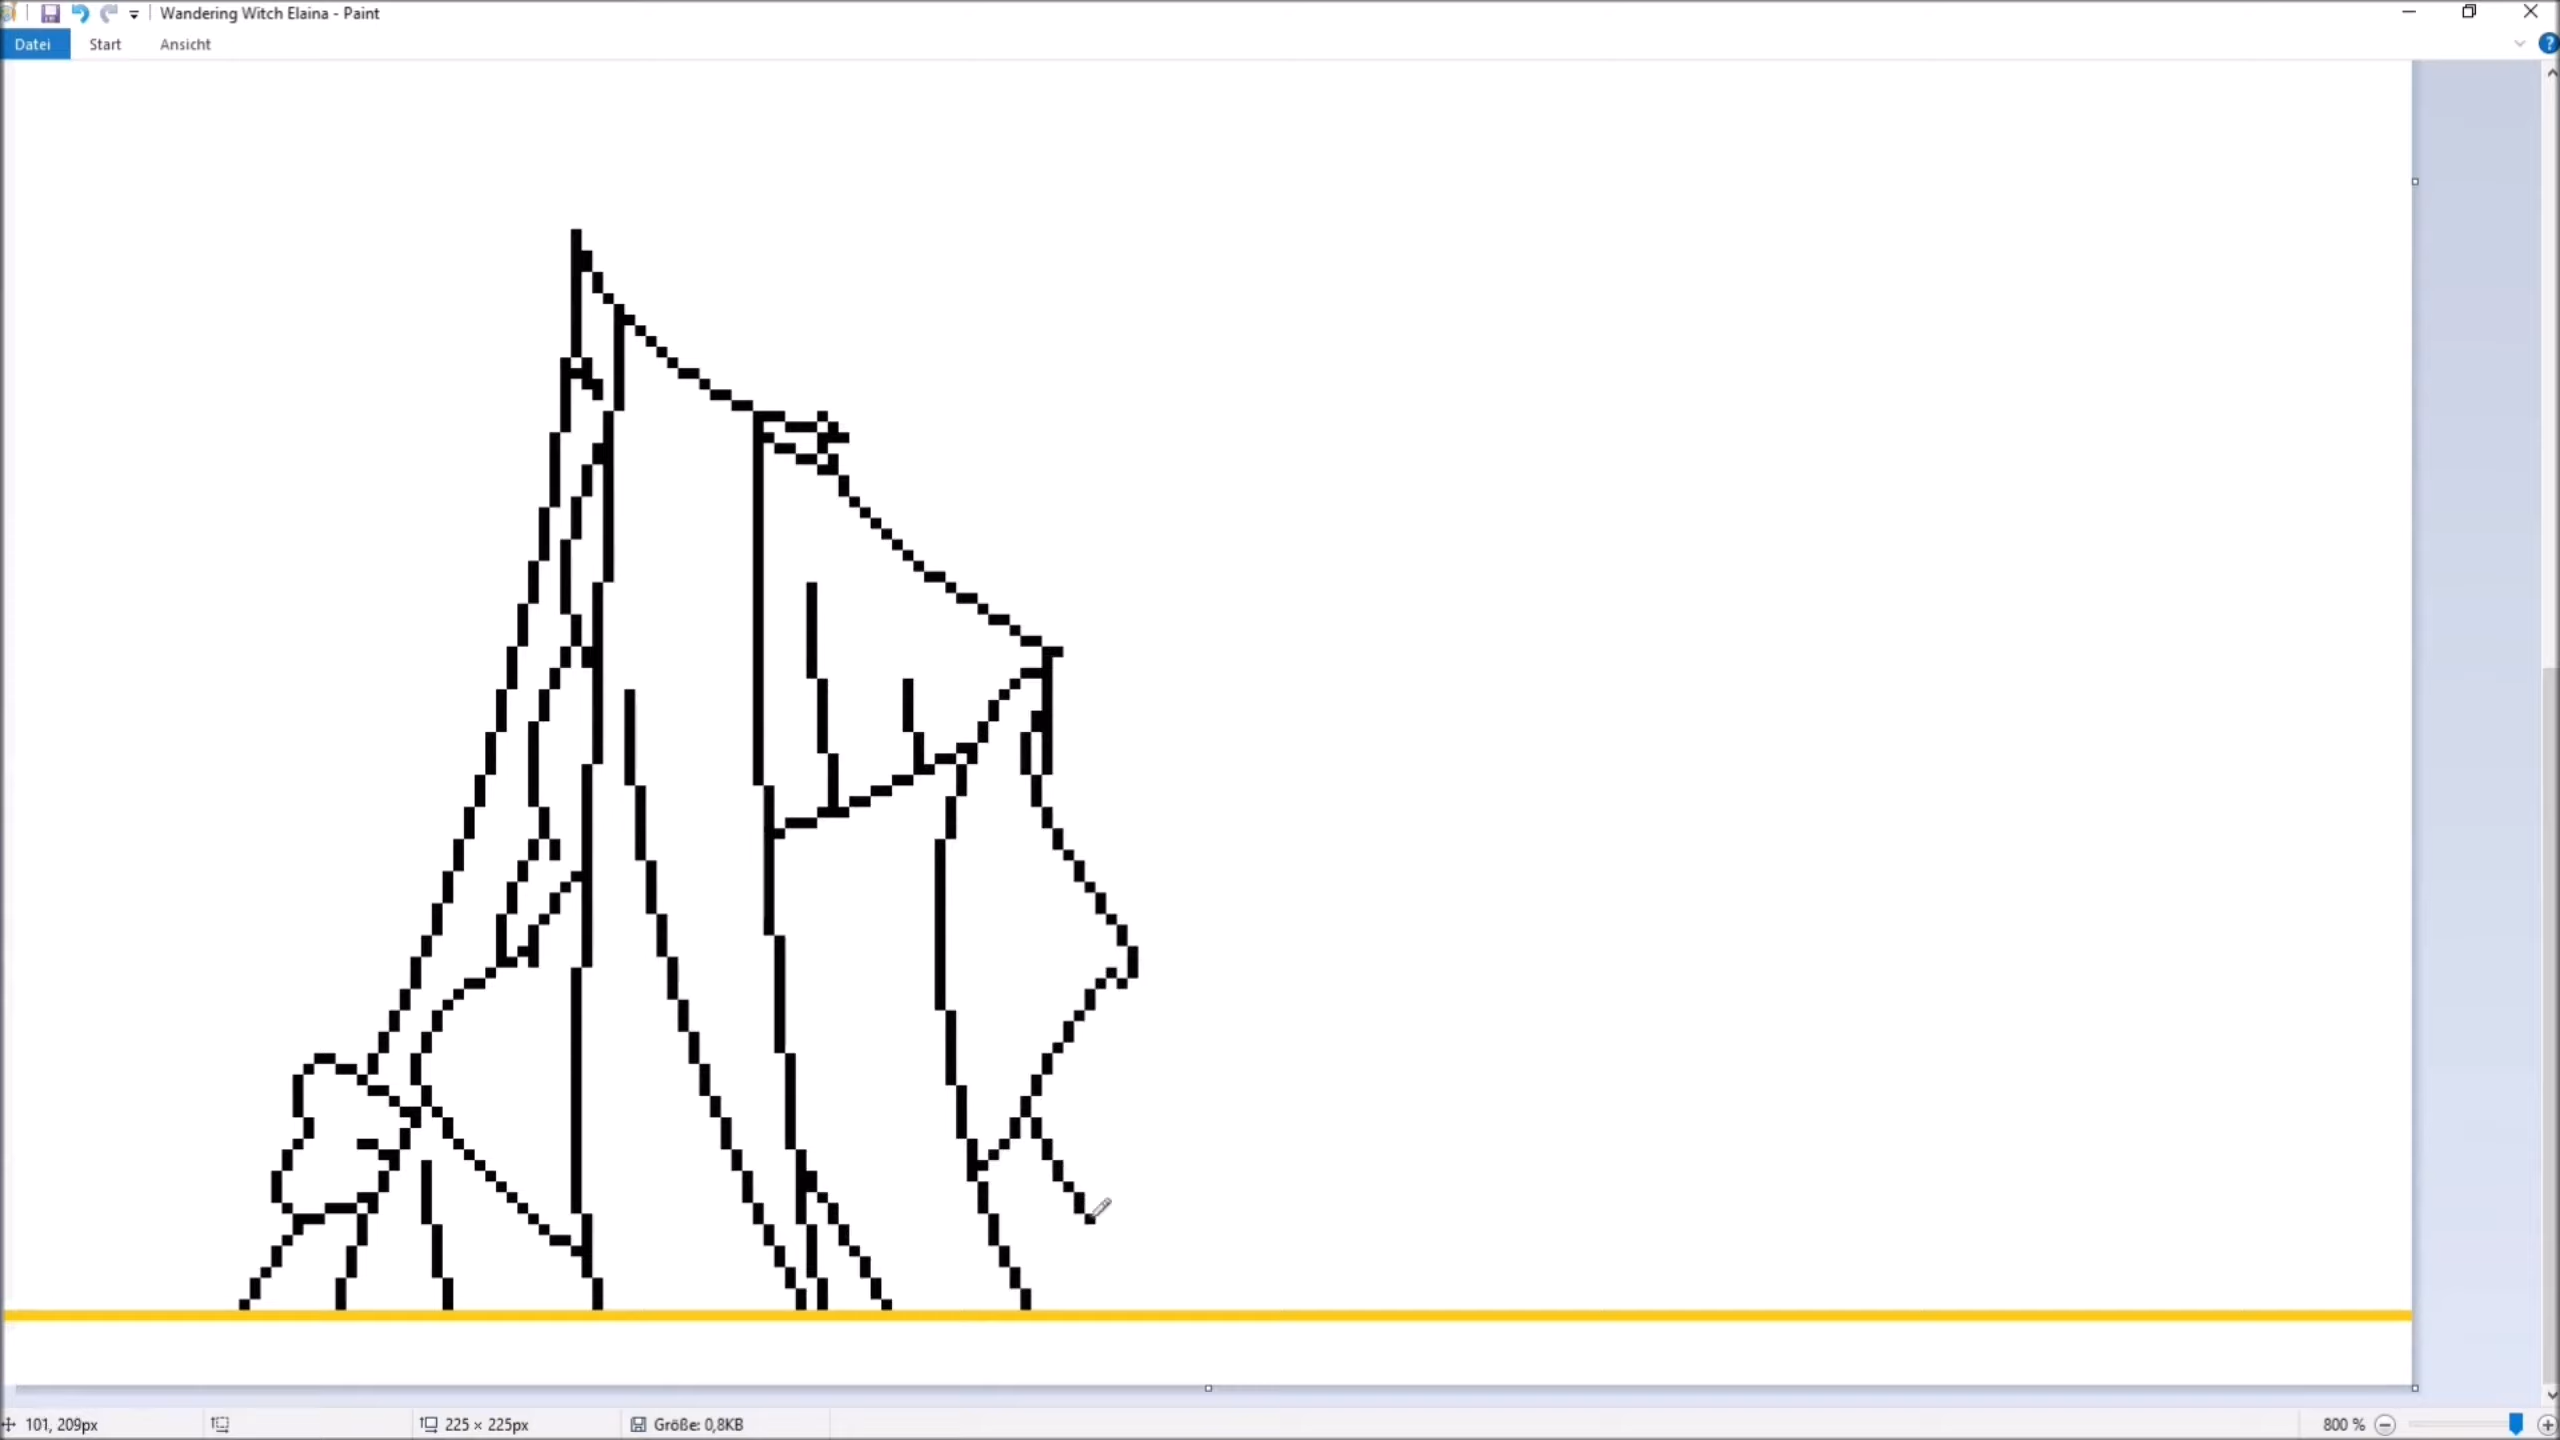 Wandering Witch Elaina - Paint
Datei Start Ansicht
?
101, 209px 225 × 225px Größe: 0,8KB 800 %